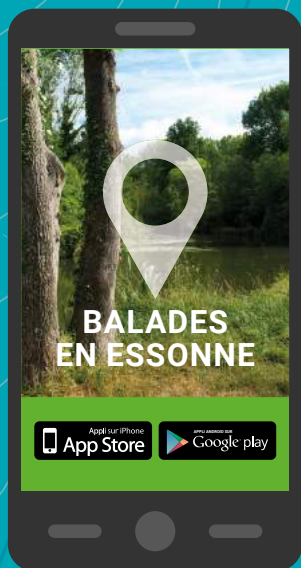 BALADES
EN ESSONNE
Appli sur iPhone
App Store
APPLI ANDROID SUR
Google play